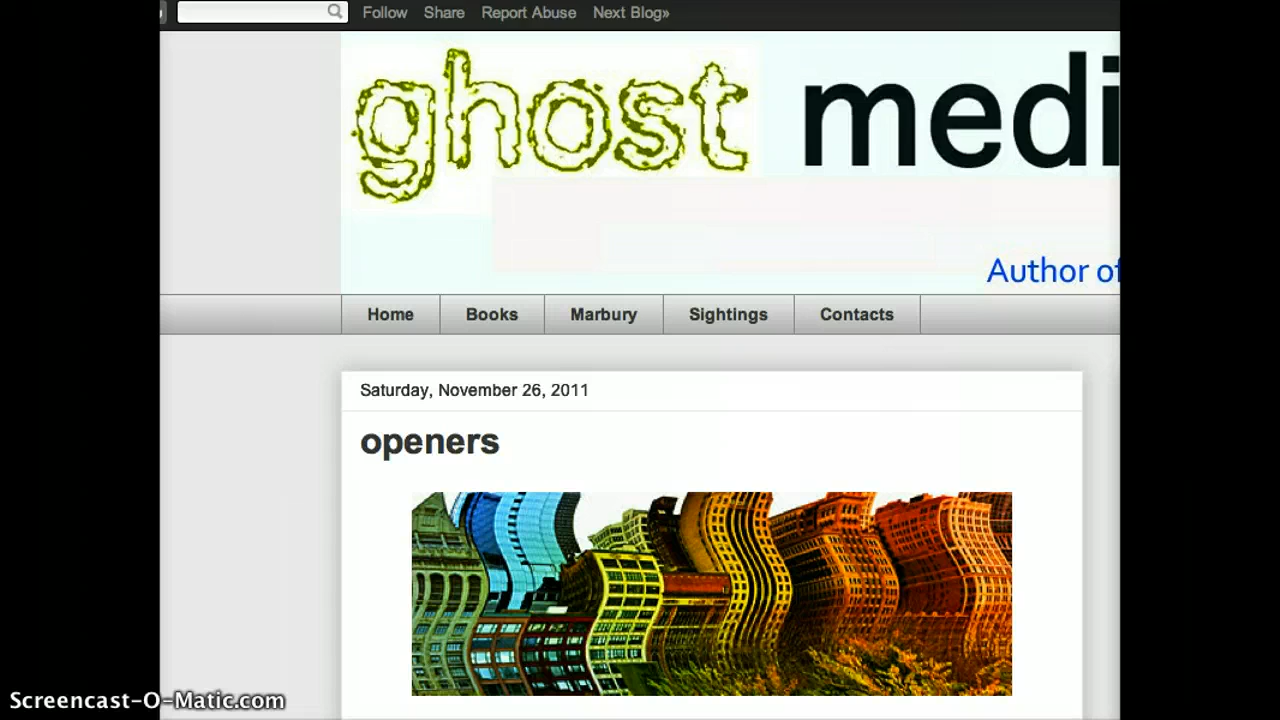 Follow Share Report Abuse Next Blog»
ghost medi
Author of
Home Books Marbury Sightings Contacts
Saturday, November 26, 2011
openers
Screencast-O-Matic.com